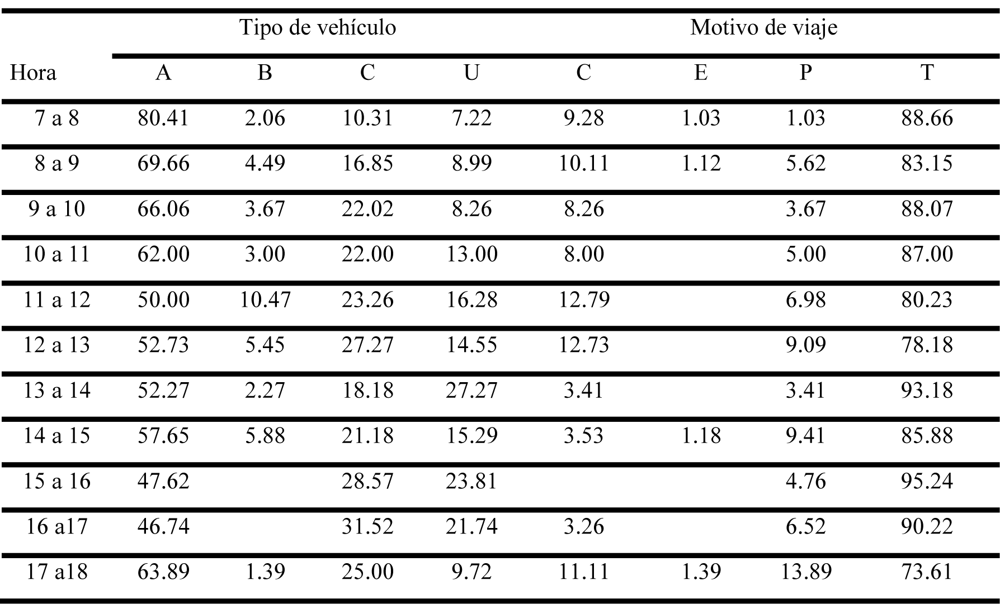 Tipo de vehículo Motivo de viaje
Hora A B C U C E P T
7 a 8 80.41 2.06 10.31 7.22 9.28 1.03 1.03 88.66
8 a 9 69.66 4.49 16.85 8.99 10.11 1.12 5.62 83.15
9 a 10 66.06 3.67 22.02 8.26 8.26 3.67 88.07
10 a 11 62.00 3.00 22.00 13.00 8.00 5.00 87.00
11 a 12 50.00 10.47 23.26 16.28 12.79 6.98 80.23
12 a 13 52.73 5.45 27.27 14.55 12.73 9.09 78.18
13 a 14 52.27 2.27 18.18 27.27 3.41 3.41 93.18
14 a 15 57.65 5.88 21.18 15.29 3.53 1.18 9.41 85.88
15 a 16 47.62 28.57 23.81 4.76 95.24
16 a17 46.74 31.52 21.74 3.26 6.52 90.22
17 a18 63.89 1.39 25.00 9.72 11.11 1.39 13.89 73.61